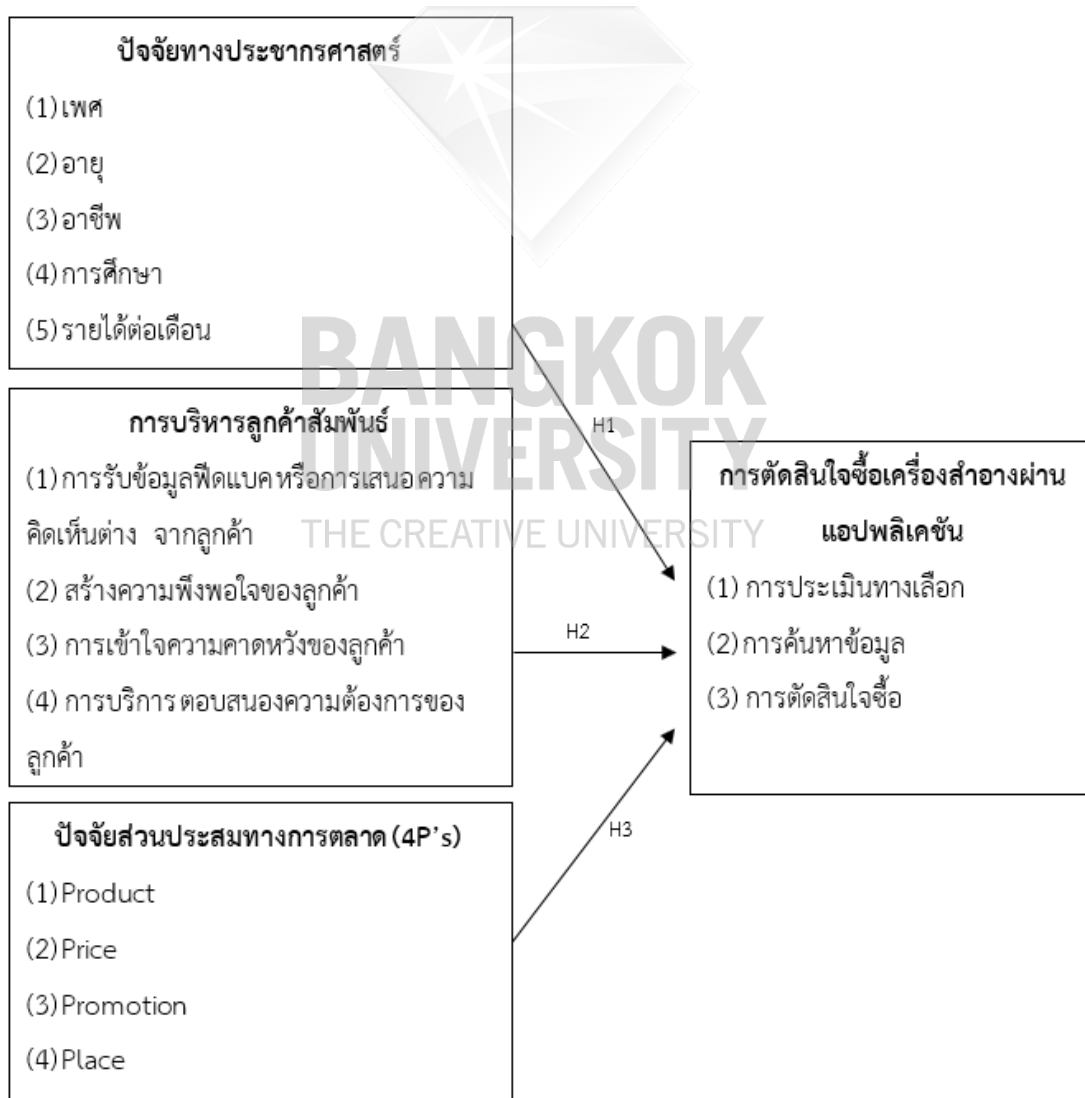 ปัจจัยทางประชากรศาสตร์
(1) เพศ
(2) อายุ
(3) อาชีพ
(4) การศึกษา
(5) รายได้ต่อเดือน
การบริหารลูกค้าสัมพันธ์
(1) การรับข้อมูลฟีดแบคหรือการเสนอความ
คิดเห็นต่าง จากลูกค้า
(2) สร้างความพึงพอใจของลูกค้า
(3) การเข้าใจความคาดหวังของลูกค้า
(4) การบริการ ตอบสนองความต้องการของ
ลูกค้า
ปัจจัยส่วนประสมทางการตลาด (4P’s)
(1) Product
(2) Price
(3) Promotion
(4) Place
H1
H2
H3
การตัดสินใจซื้อเครื่องสำอางผ่าน
แอปพลิเคชัน
(1) การประเมินทางเลือก
(2) การค้นหาข้อมูล
(3) การตัดสินใจซื้อ
BANGKOK
UNIVERSITY
THE CREATIVE UNIVERSITY